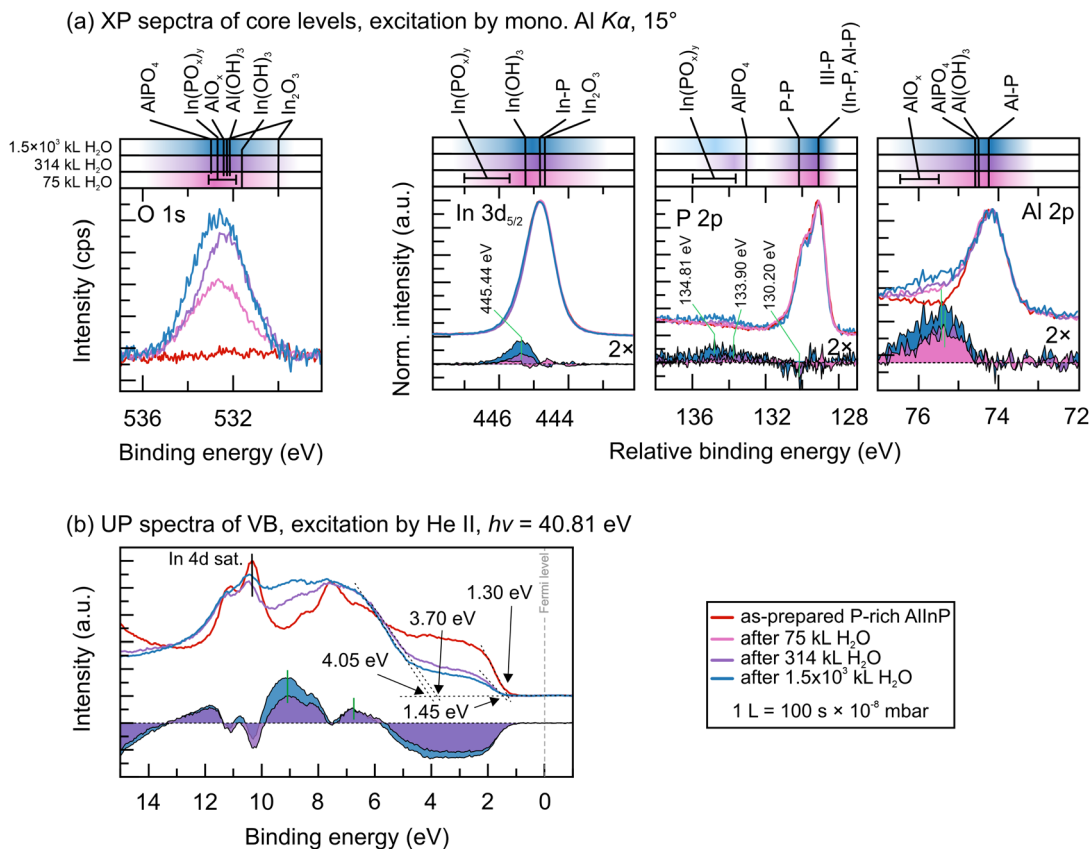 (a) XP sepctra of core levels, excitation by mono. Al Kα, 15°
AlPO₄
In(POₓ)ᵧ
AlOₓ
Al(OH)₃
In(OH)₃
In₂O₃
In(POₓ)ᵧ
In(OH)₃
In-P
In₂O₃
In(POₓ)ᵧ
AlPO₄
P-P
III-P
(In-P, Al-P)
AlOₓ
AlPO₄
Al(OH)₃
Al-P
1.5×10³ kL H₂O
314 kL H₂O
75 kL H₂O
O 1s
In 3d₅/₂
P 2p
Al 2p
445.44 eV
134.81 eV
133.90 eV
130.20 eV
2×
2×
2×
Intensity (cps)
Norm. intensity (a.u.)
536 532
446 444
136 134 132 130 128
76 74 72
Binding energy (eV)
Relative binding energy (eV)
(b) UP spectra of VB, excitation by He II, hν = 40.81 eV
In 4d sat.
Fermi level
1.30 eV
3.70 eV
4.05 eV
1.45 eV
Intensity (a.u.)
14 12 10 8 6 4 2 0
Binding energy (eV)
as-prepared P-rich AlInP
after 75 kL H₂O
after 314 kL H₂O
after 1.5x10³ kL H₂O
1 L = 100 s × 10⁻⁸ mbar